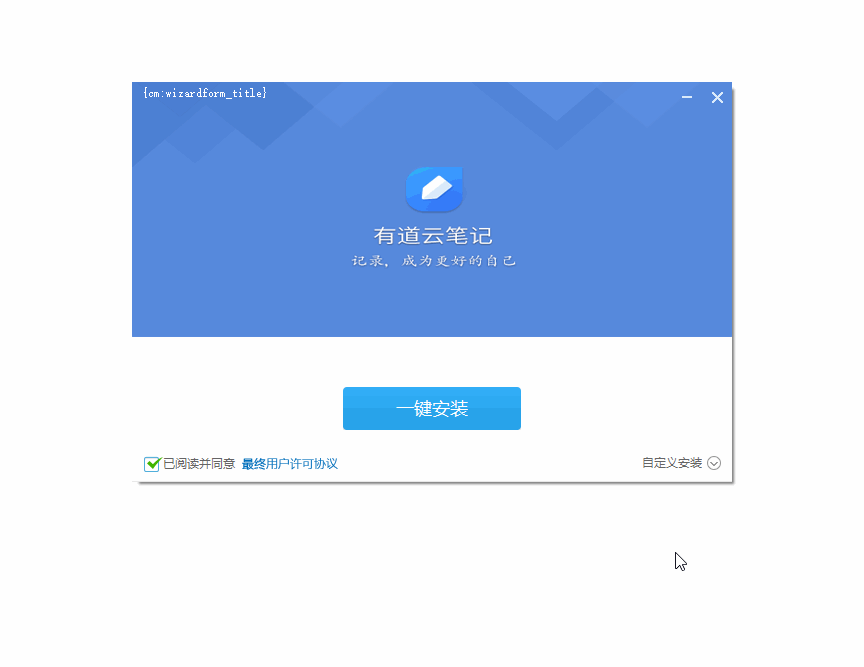 {cm:wizardform_title}
有道云笔记
记录，成为更好的自己
一键安装
已阅读并同意 最终用户许可协议
自定义安装